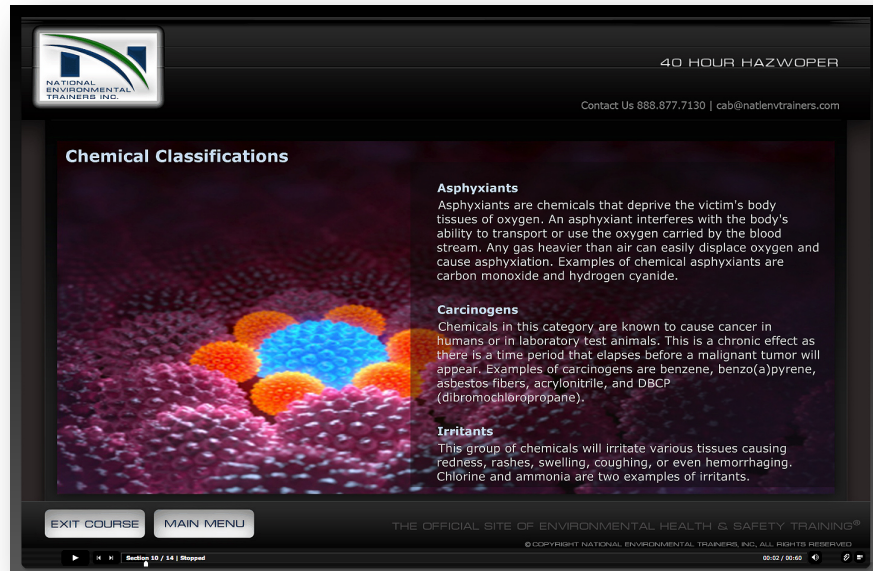 NATIONAL
ENVIRONMENTAL
TRAINERS INC.
40 HOUR HAZWOPER
Contact Us 888.877.7130 | cab@natlenvtrainers.com
Chemical Classifications
Asphyxiants
Asphyxiants are chemicals that deprive the victim's body
tissues of oxygen. An asphyxiant interferes with the body's
ability to transport or use the oxygen carried by the blood
stream. Any gas heavier than air can easily displace oxygen and
cause asphyxiation. Examples of chemical asphyxiants are
carbon monoxide and hydrogen cyanide.
Carcinogens
Chemicals in this category are known to cause cancer in
humans or in laboratory test animals. This is a chronic effect as
there is a time period that elapses before a malignant tumor will
appear. Examples of carcinogens are benzene, benzo(a)pyrene,
asbestos fibers, acrylonitrile, and DBCP
(dibromochloropropane).
Irritants
This group of chemicals will irritate various tissues causing
redness, rashes, swelling, coughing, or even hemorrhaging.
Chlorine and ammonia are two examples of irritants.
EXIT COURSE
MAIN MENU
THE OFFICIAL SITE OF ENVIRONMENTAL HEALTH & SAFETY TRAINING®
© COPYRIGHT NATIONAL ENVIRONMENTAL TRAINERS, INC, ALL RIGHTS RESERVED
Section 10 / 14 | Stopped
00:02 / 00:60